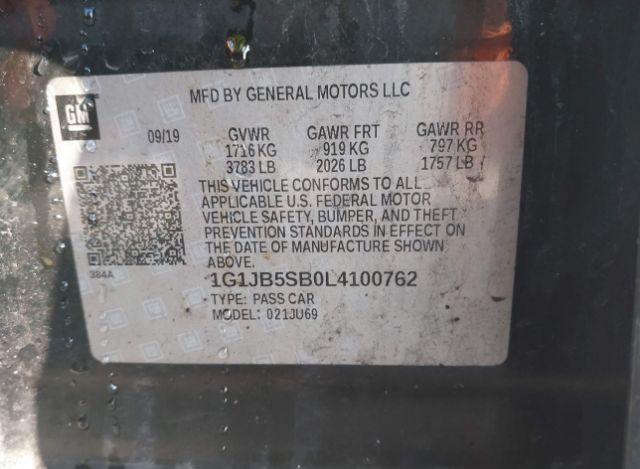 GM
MFD BY GENERAL MOTORS LLC
09/19 GVWR GAWR FRT GAWR RR
1716 KG 919 KG 797 KG
3783 LB 2026 LB 1757 LB
THIS VEHICLE CONFORMS TO ALL
APPLICABLE U.S. FEDERAL MOTOR
VEHICLE SAFETY, BUMPER, AND THEFT
PREVENTION STANDARDS IN EFFECT ON
THE DATE OF MANUFACTURE SHOWN
ABOVE.
384A
1G1JB5SB0L4100762
TYPE: PASS CAR
MODEL: 021JU69